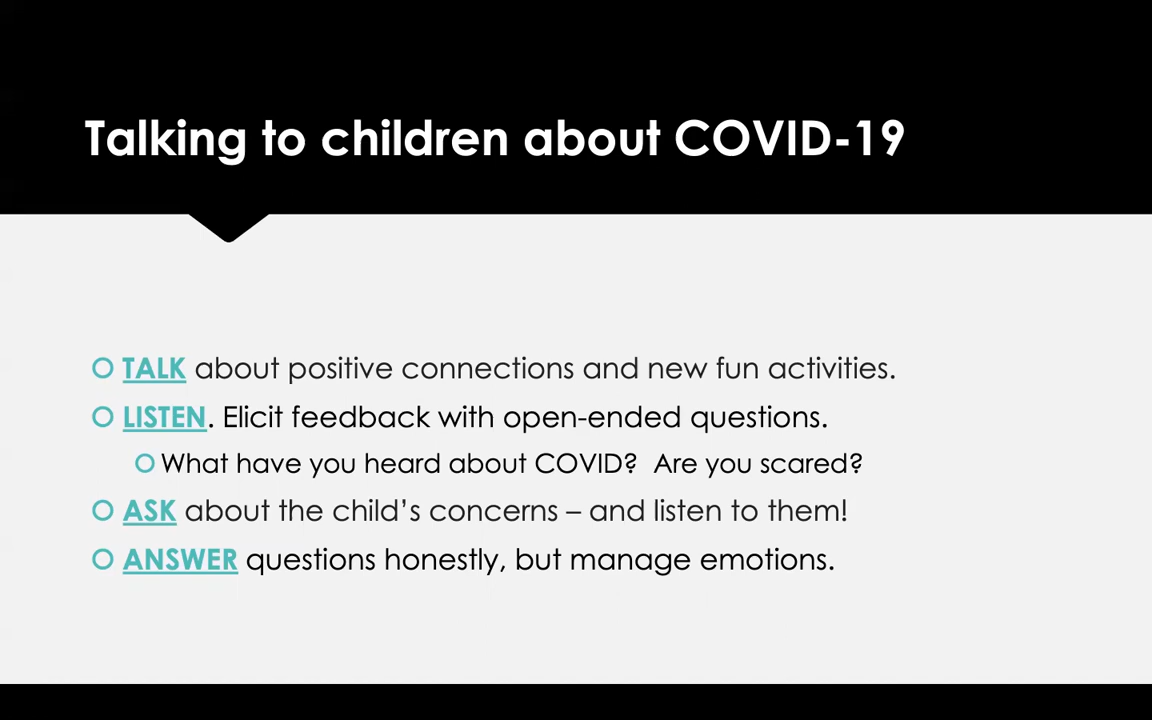 Talking to children about COVID-19
TALK about positive connections and new fun activities.
LISTEN. Elicit feedback with open-ended questions.
What have you heard about COVID?  Are you scared?
ASK about the child’s concerns – and listen to them!
ANSWER questions honestly, but manage emotions.